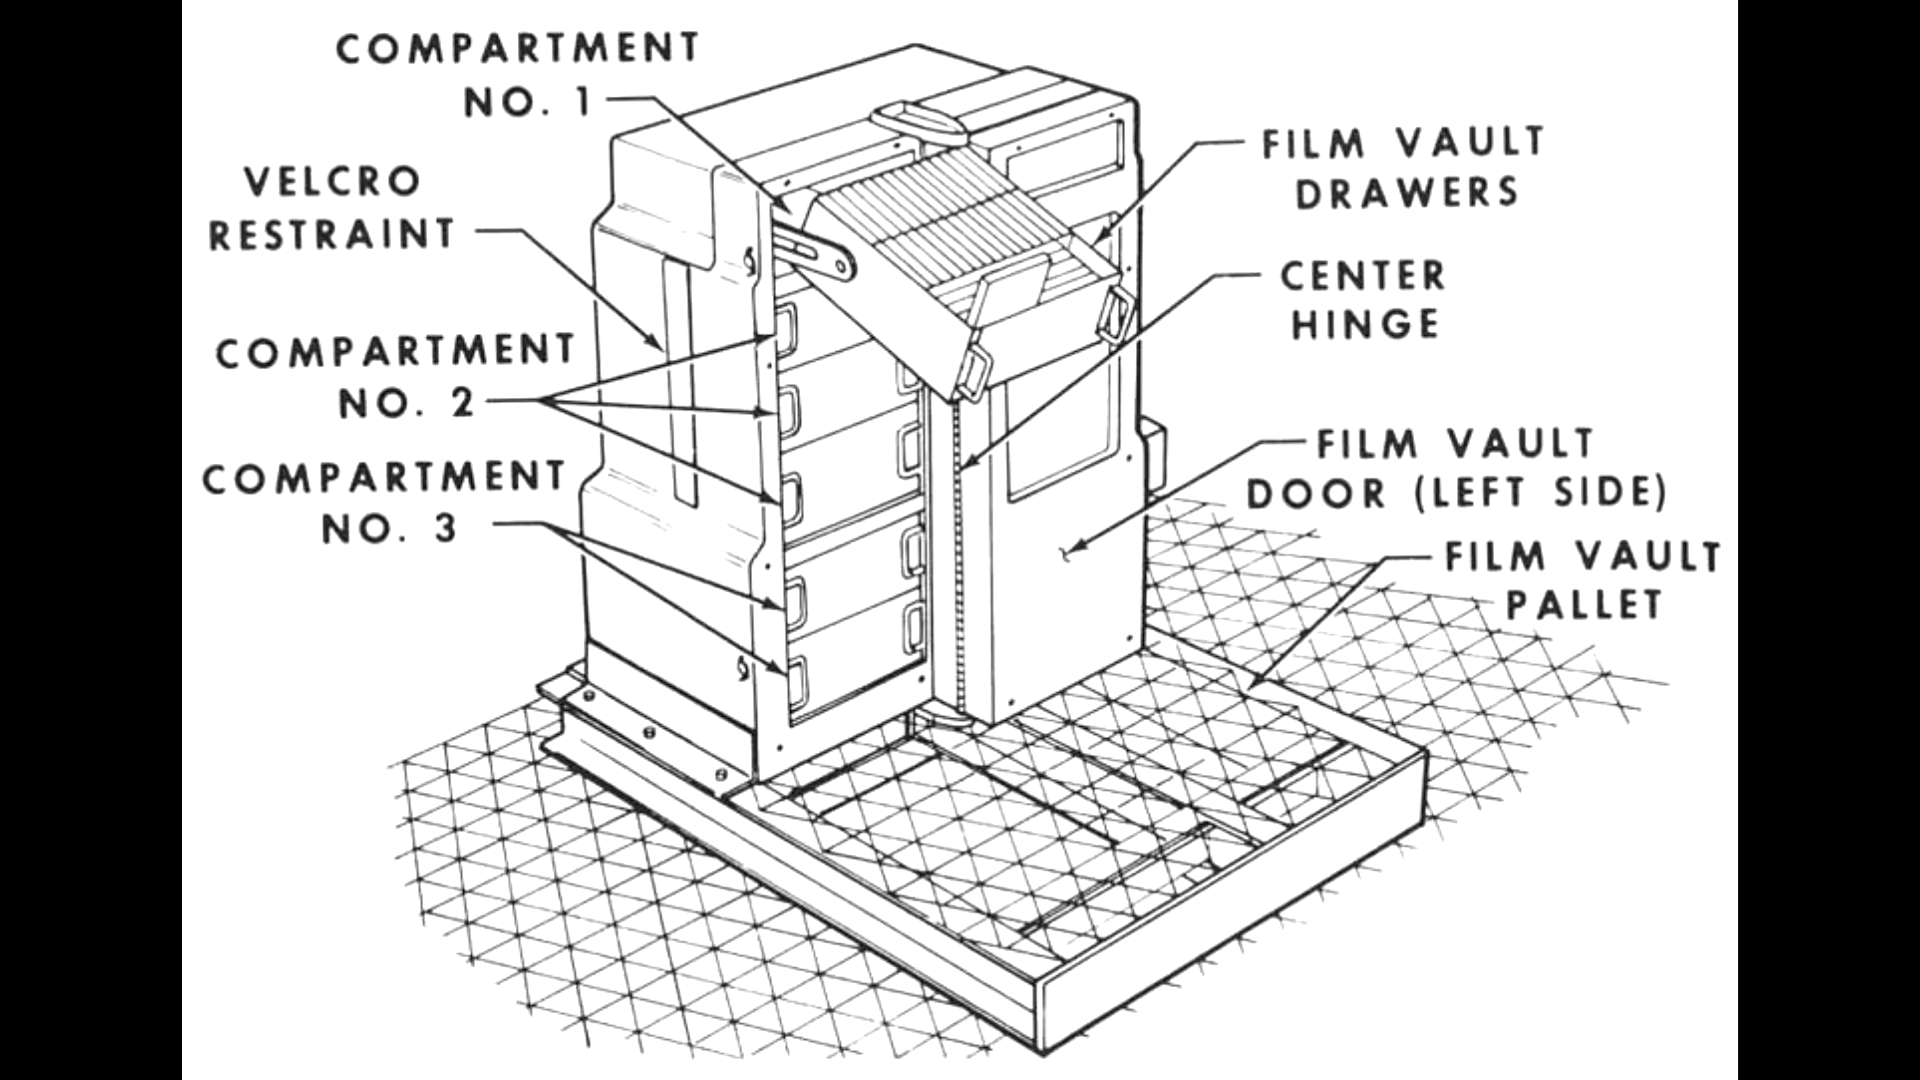 COMPARTMENT
NO. 1
VELCRO
RESTRAINT
COMPARTMENT
NO. 2
COMPARTMENT
NO. 3
FILM VAULT
DRAWERS
CENTER
HINGE
FILM VAULT
DOOR (LEFT SIDE)
FILM VAULT
PALLET